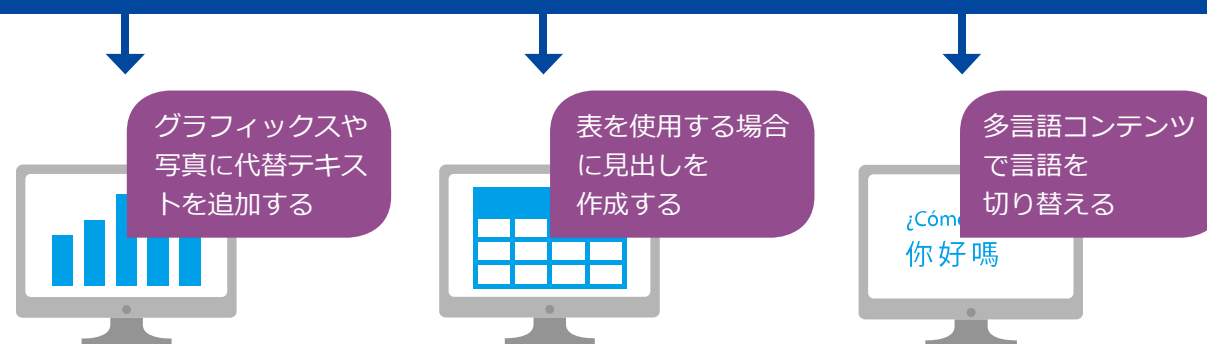 グラフィックスや
写真に代替テキス
トを追加する
表を使用する場合
に見出しを
作成する
多言語コンテンツ
で言語を
切り替える
¿Cóm
你好嗎